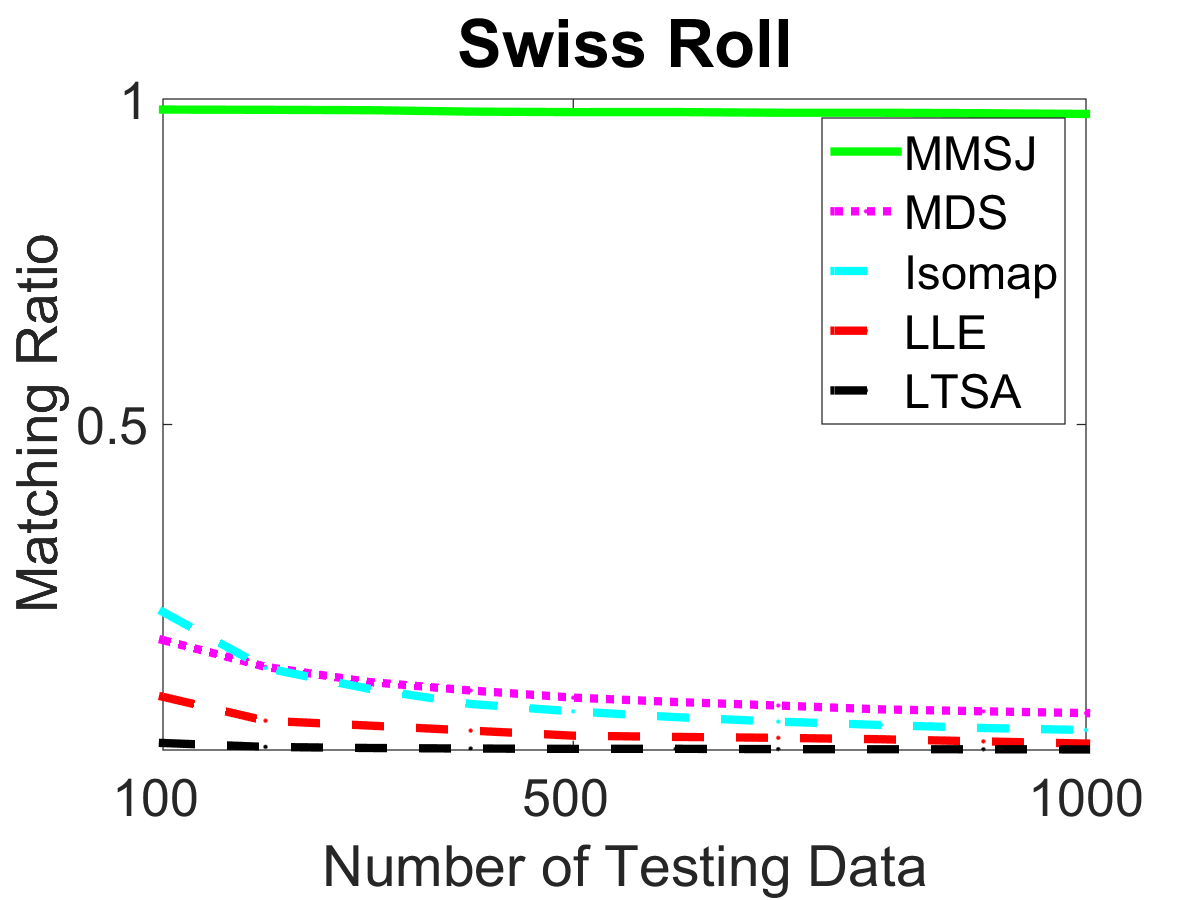 Swiss Roll
1
0.5
Matching Ratio
MMSJ
MDS
Isomap
LLE
LTSA
100 500 1000
Number of Testing Data